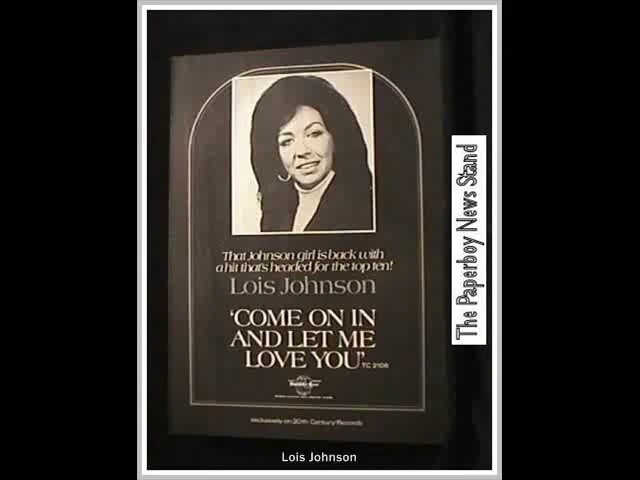 That Johnson girl is back with
a hit that's headed for the top ten!
Lois Johnson
'COME ON IN
AND LET ME
LOVE YOU'. TC 2106
exclusively on 20th Century Records
The Paperboy News Stand
Lois Johnson